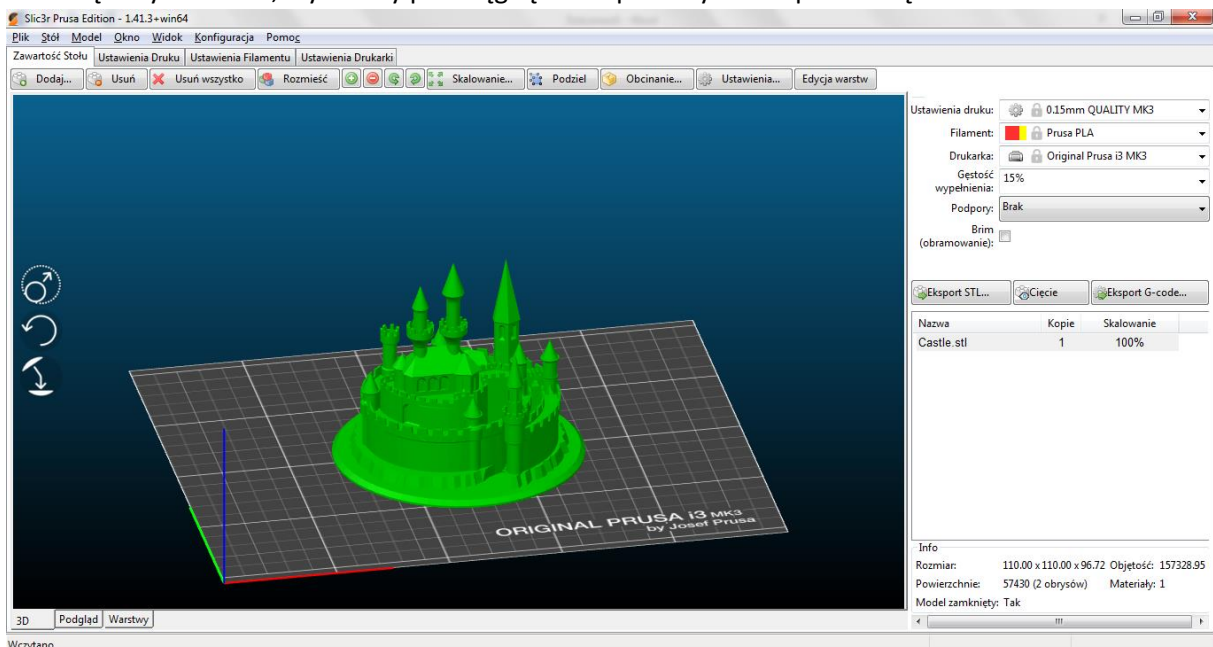 Slic3r Prusa Edition - 1.41.3+win64
Plik Stół Model Okno Widok Konfiguracja Pomoc
Zawartość Stołu Ustawienia Druku Ustawienia Filamentu Ustawienia Drukarki
Dodaj... Usuń Usuń wszystko Rozmieść Skalowanie... Podziel Obcinanie... Ustawienia... Edycja warstw
Ustawienia druku: 0.15mm QUALITY MK3
Filament: Prusa PLA
Drukarka: Original Prusa i3 MK3
Gęstość wypełnienia: 15%
Podpory: Brak
Brim
(obramowanie):
Eksport STL... Cięcie Eksport G-code...
Nazwa Kopie Skalowanie
Castle.stl 1 100%
ORIGINAL PRUSA i3 MK3
by Josef Prusa
Info
Rozmiar: 110.00 x 110.00 x 96.72 Objętość: 157328.95
Powierzchnie: 57430 (2 obrysów) Materiały: 1
Model zamknięty: Tak
3D Podgląd Warstwy
Wczytano